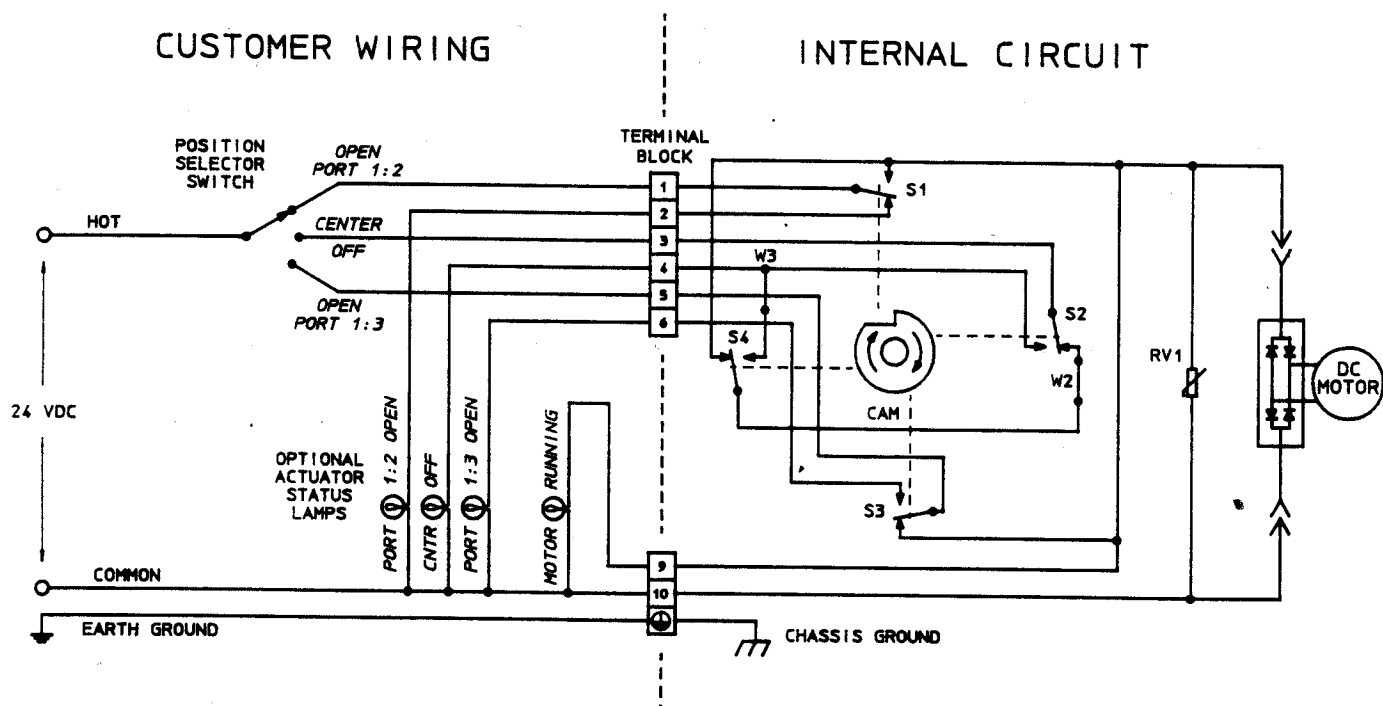 CUSTOMER WIRING
INTERNAL CIRCUIT
POSITION
SELECTOR
SWITCH
OPEN
PORT 1:2
TERMINAL
BLOCK
HOT
CENTER
OFF
OPEN
PORT 1:3
1
2
3
4
5
6
S1
W3
S2
S4
W2
CAM
RV1
DC
MOTOR
24 VDC
OPTIONAL
ACTUATOR
STATUS
LAMPS
PORT 1:2 OPEN
CNTR OFF
PORT 1:3 OPEN
MOTOR RUNNING
S3
9
10
COMMON
EARTH GROUND
CHASSIS GROUND